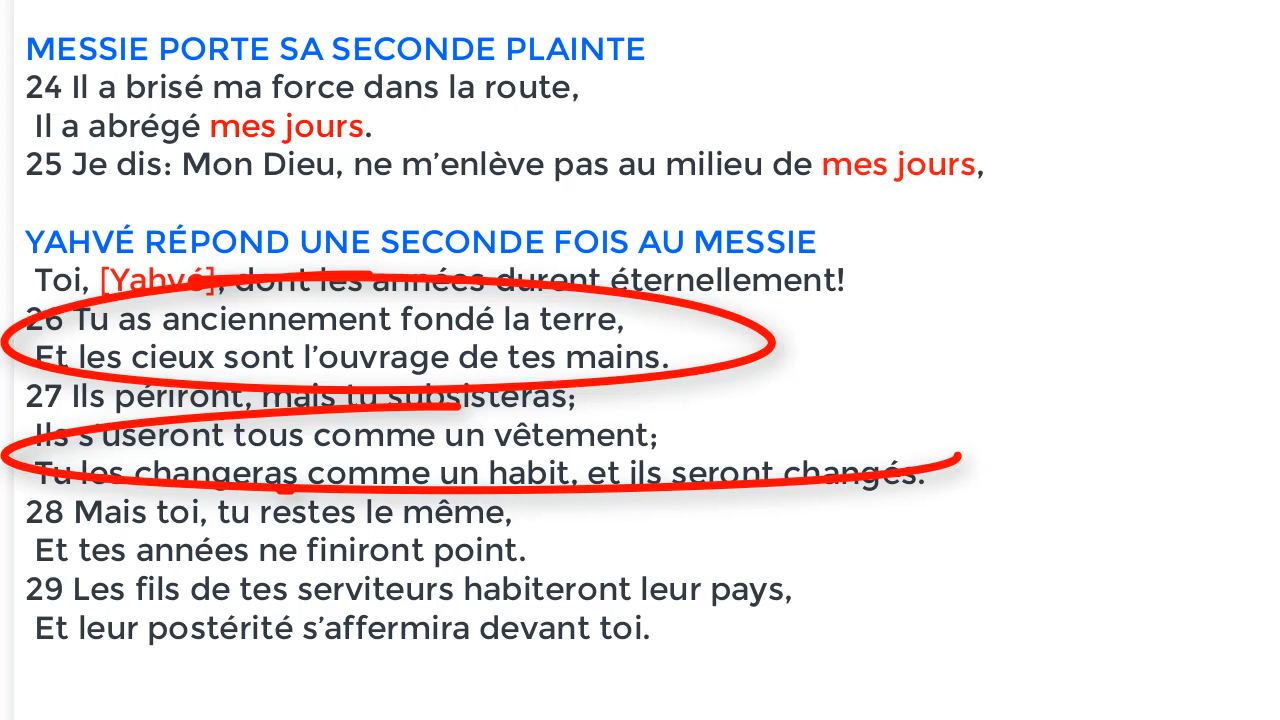 MESSIE PORTE SA SECONDE PLAINTE
24 Il a brisé ma force dans la route,
Il a abrégé mes jours.
25 Je dis: Mon Dieu, ne m’enlève pas au milieu de mes jours,
YAHVÉ RÉPOND UNE SECONDE FOIS AU MESSIE
Toi, [Yahvé], dont les années durent éternellement!
26 Tu as anciennement fondé la terre,
Et les cieux sont l’ouvrage de tes mains.
27 Ils périront, mais tu subsisteras;
Ils s’useront tous comme un vêtement;
Tu les changeras comme un habit, et ils seront changés.
28 Mais toi, tu restes le même,
Et tes années ne finiront point.
29 Les fils de tes serviteurs habiteront leur pays,
Et leur postérité s’affermira devant toi.